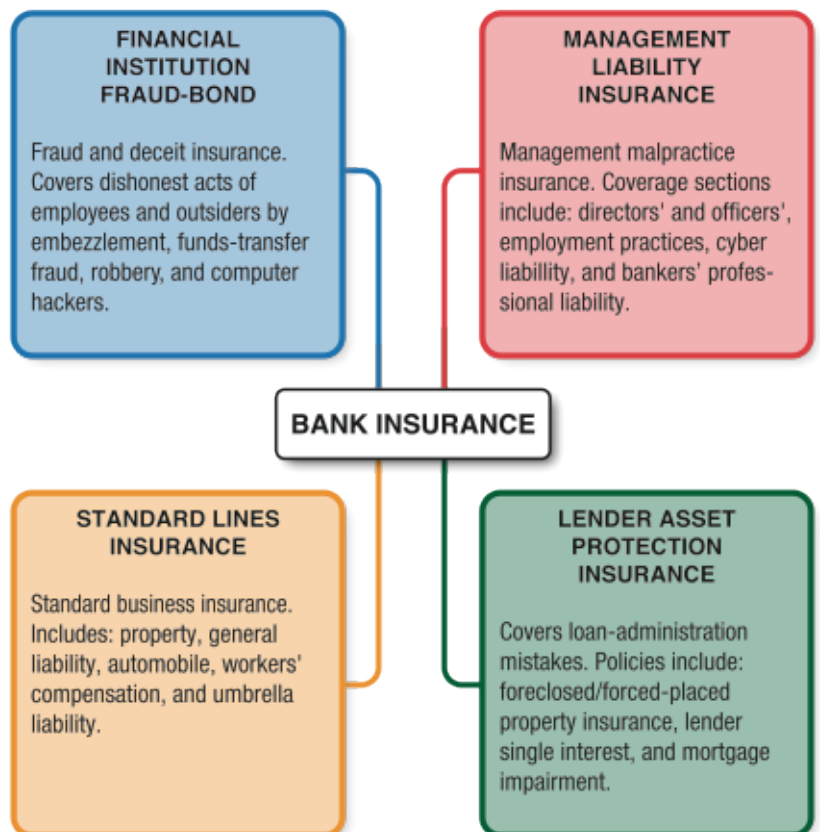 FINANCIAL
INSTITUTION
FRAUD-BOND
Fraud and deceit insurance.
Covers dishonest acts of
employees and outsiders by
embezzlement, funds-transfer
fraud, robbery, and computer
hackers.
MANAGEMENT
LIABILITY
INSURANCE
Management malpractice
insurance. Coverage sections
include: directors' and officers',
employment practices, cyber
liabillity, and bankers' profes-
sional liability.
BANK INSURANCE
STANDARD LINES
INSURANCE
Standard business insurance.
Includes: property, general
liability, automobile, workers'
compensation, and umbrella
liability.
LENDER ASSET
PROTECTION
INSURANCE
Covers loan-administration
mistakes. Policies include:
foreclosed/forced-placed
property insurance, lender
single interest, and mortgage
impairment.